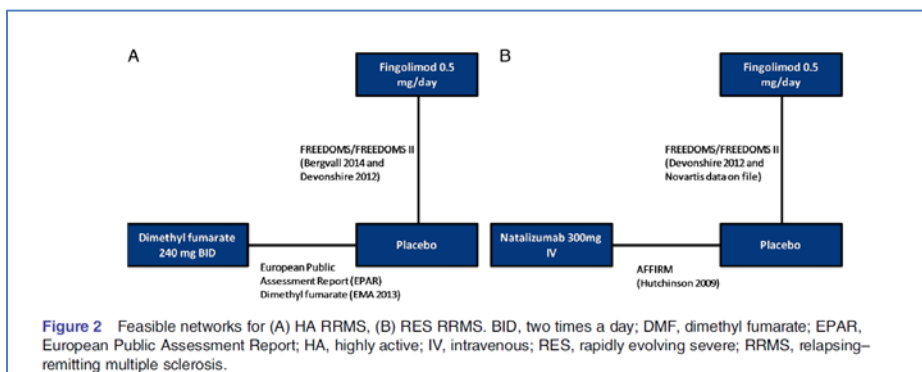 A
Fingolimod 0.5
mg/day
FREEDOMS/FREEDOMS II
(Bergvall 2014 and
Devonshire 2012)
Dimethyl fumarate
240 mg BID
Placebo
European Public
Assessment Report (EPAR)
Dimethyl fumarate (EMA 2013)
B
Fingolimod 0.5
mg/day
FREEDOMS/FREEDOMS II
(Devonshire 2012 and
Novartis data on file)
Natalizumab 300mg
IV
Placebo
AFFIRM
(Hutchinson 2009)
Figure 2 Feasible networks for (A) HA RRMS, (B) RES RRMS. BID, two times a day; DMF, dimethyl fumarate; EPAR,
European Public Assessment Report; HA, highly active; IV, intravenous; RES, rapidly evolving severe; RRMS, relapsing–
remitting multiple sclerosis.